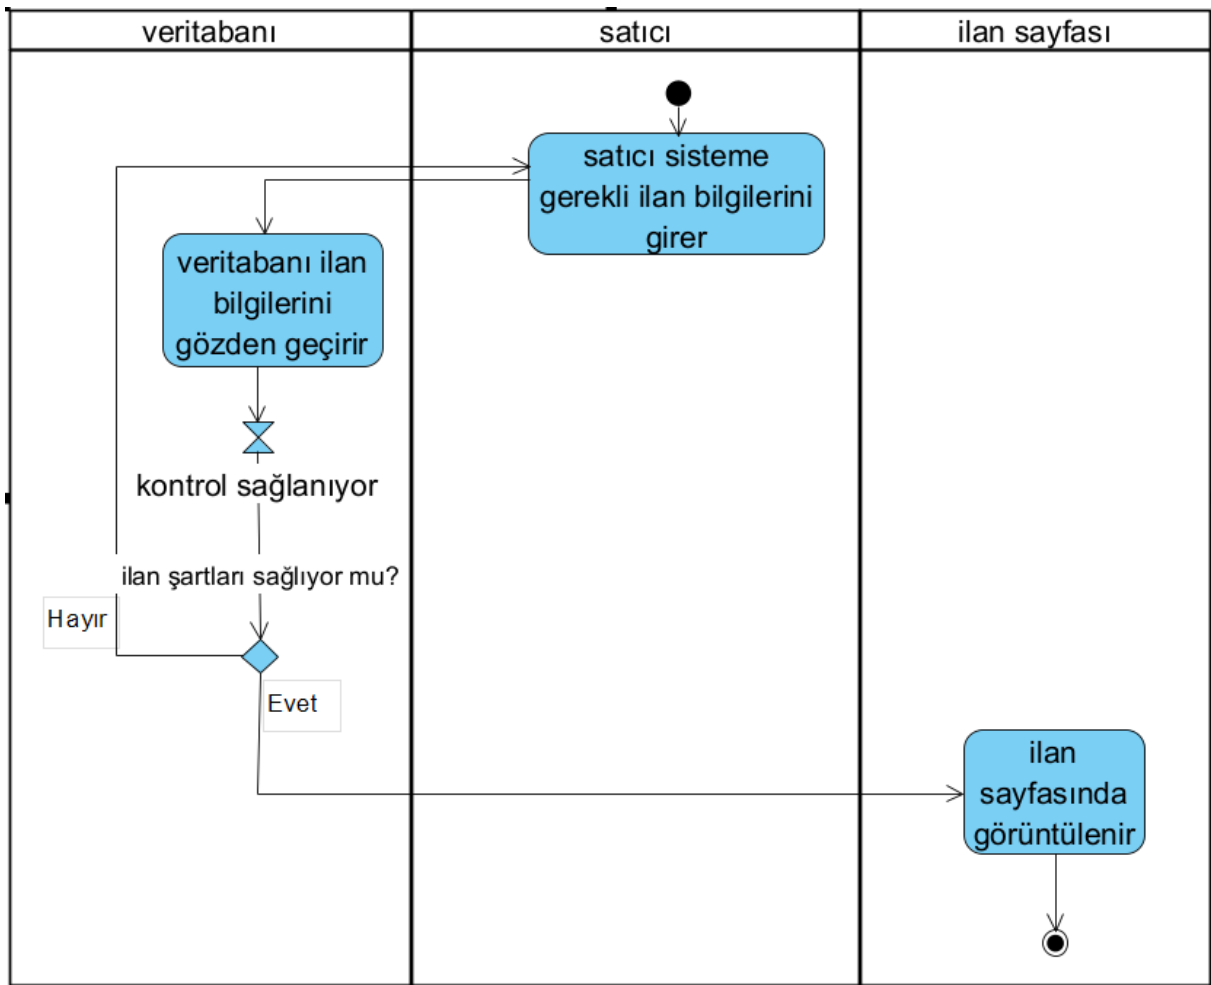 veritabanı
satıcı
ilan sayfası
satıcı sisteme
gerekli ilan bilgilerini
girer
veritabanı ilan
bilgilerini
gözden geçirir
kontrol sağlanıyor
ilan şartları sağlıyor mu?
Hayır
Evet
ilan
sayfasında
görüntülenir